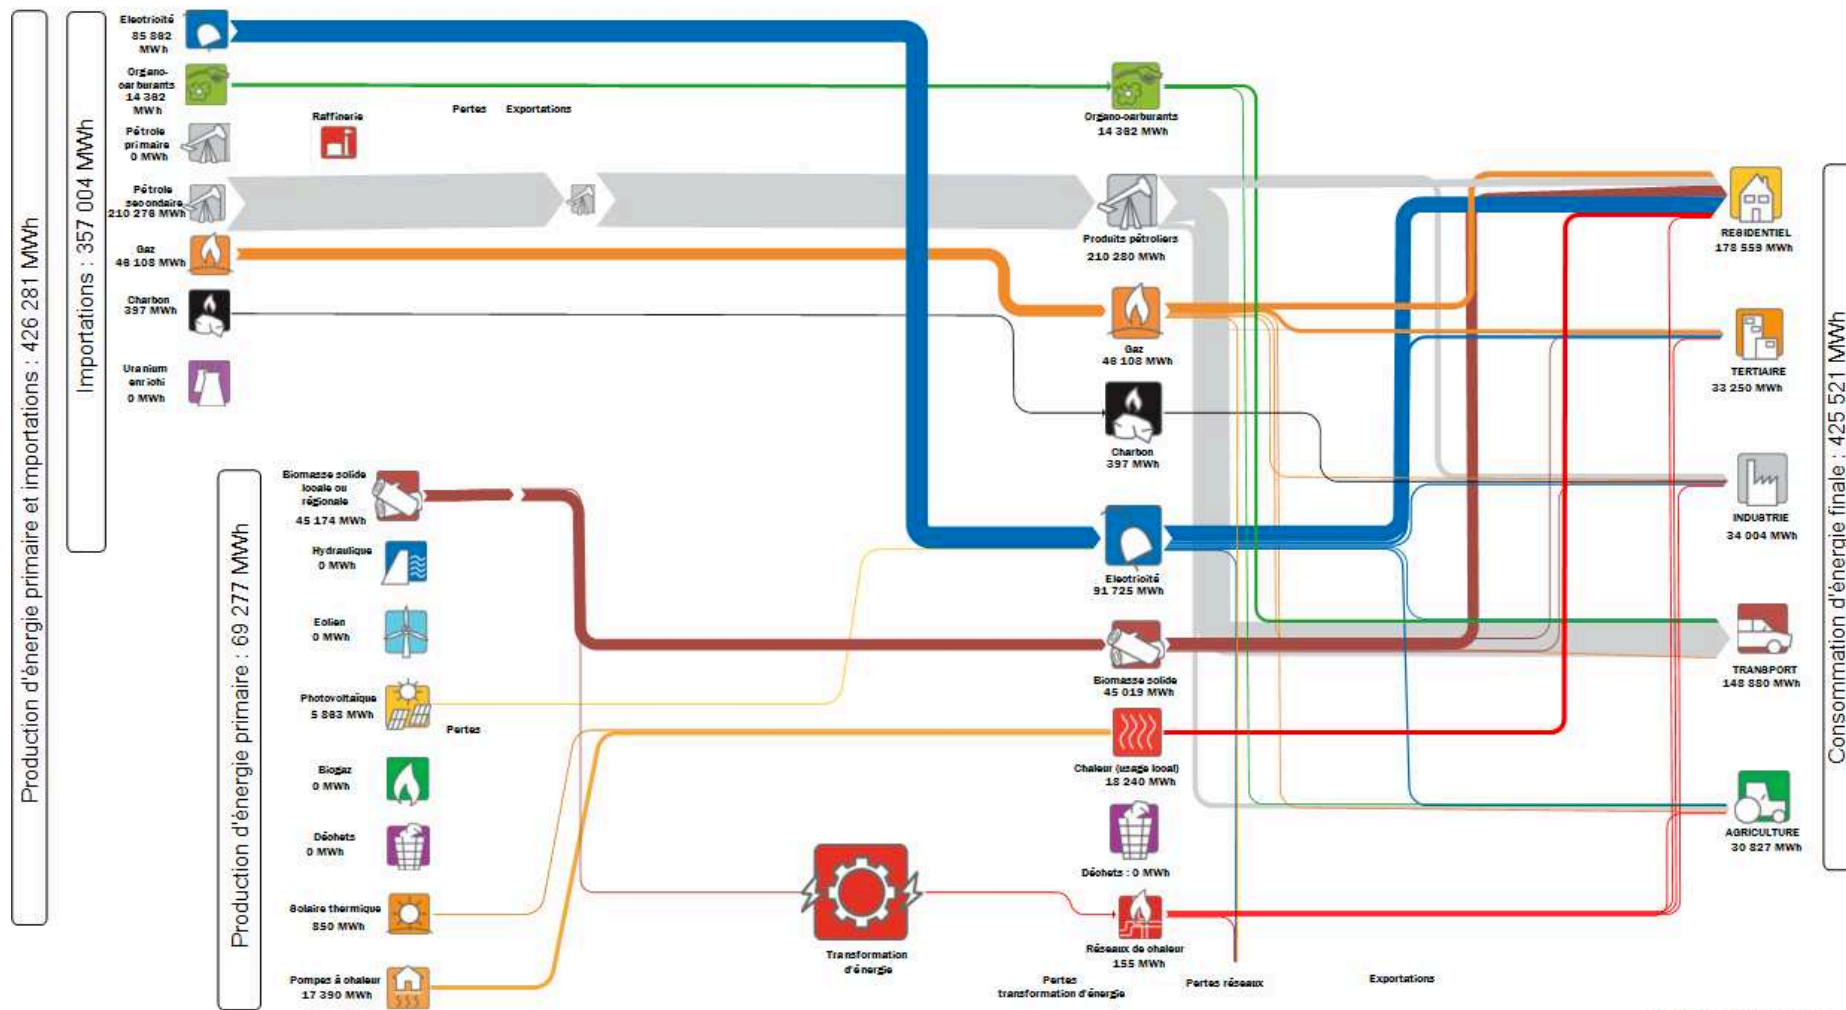 Production d'énergie primaire et importations : 426 281 MWh
Importations : 357 004 MWh
Electricité
85 862
MWh
Organo-
carburants
14 382
MWh
Pétrole
primaire
0 MWh
Pétrole
secondaire
210 276 MWh
Gaz
46 108 MWh
Charbon
397 MWh
Uranium
enrichi
0 MWh
Raffinerie
Pertes
Exportations
Production d'énergie primaire : 69 277 MWh
Biomasse solide
locale ou
régionale
45 174 MWh
Hydraulique
0 MWh
Eolien
0 MWh
Photovoltaïque
5 863 MWh
Pertes
Biogaz
0 MWh
Déchets
0 MWh
Solaire thermique
850 MWh
Pompes à chaleur
17 390 MWh
Transformation
d'énergie
Organo-carburants
14 382 MWh
Produits pétroliers
210 280 MWh
Gaz
46 108 MWh
Charbon
397 MWh
Electricité
91 725 MWh
Biomasse solide
45 019 MWh
Chaleur (usage local)
18 240 MWh
Déchets : 0 MWh
Réseaux de chaleur
155 MWh
Pertes
transformation d'énergie
Pertes réseaux
Exportations
RESIDENTIEL
178 559 MWh
TERTIAIRE
33 250 MWh
INDUSTRIE
34 004 MWh
TRANSPORT
148 880 MWh
AGRICULTURE
30 827 MWh
Consommation d'énergie finale : 425 521 MWh